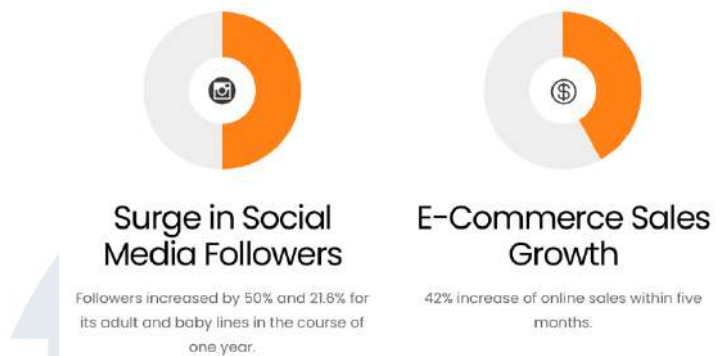 Surge in Social
Media Followers
Followers increased by 50% and 21.6% for
its adult and baby lines in the course of
one year.
E-Commerce Sales
Growth
42% increase of online sales within five
months.